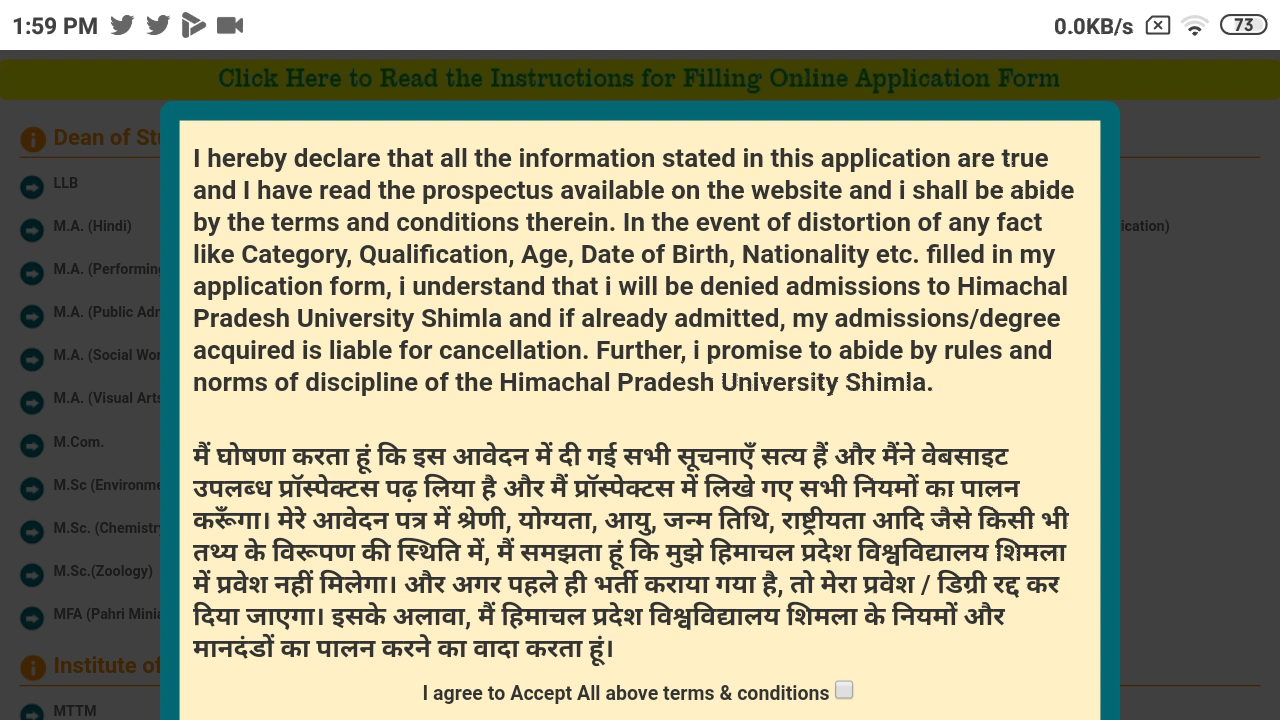 1:59 PM 0.0KB/s 73
Click Here to Read the Instructions for Filling Online Application Form
I hereby declare that all the information stated in this application are true
and I have read the prospectus available on the website and i shall be abide
by the terms and conditions therein. In the event of distortion of any fact
like Category, Qualification, Age, Date of Birth, Nationality etc. filled in my
application form, i understand that i will be denied admissions to Himachal
Pradesh University Shimla and if already admitted, my admissions/degree
acquired is liable for cancellation. Further, i promise to abide by rules and
norms of discipline of the Himachal Pradesh University Shimla.
मैं घोषणा करता हूं कि इस आवेदन में दी गई सभी सूचनाएँ सत्य हैं और मैंने वेबसाइट
उपलब्ध प्रॉस्पेक्टस पढ़ लिया है और मैं प्रॉस्पेक्टस में लिखे गए सभी नियमों का पालन
करूँगा। मेरे आवेदन पत्र में श्रेणी, योग्यता, आयु, जन्म तिथि, राष्ट्रीयता आदि जैसे किसी भी
तथ्य के विरूपण की स्थिति में, मैं समझता हूं कि मुझे हिमाचल प्रदेश विश्वविद्यालय शिमला
में प्रवेश नहीं मिलेगा। और अगर पहले ही भर्ती कराया गया है, तो मेरा प्रवेश / डिग्री रद्द कर
दिया जाएगा। इसके अलावा, मैं हिमाचल प्रदेश विश्वविद्यालय शिमला के नियमों और
मानदंडों का पालन करने का वादा करता हूं।
I agree to Accept All above terms & conditions
Dean of
LLB
M.A. (Hindi)
M.A.
M.A. (Public
M.A. (Social
M.A. (Visual
M.Com.
M.Sc
M.Sc.
M.Sc.(Zoology)
MFA (Pahri
Institute of
MTTM